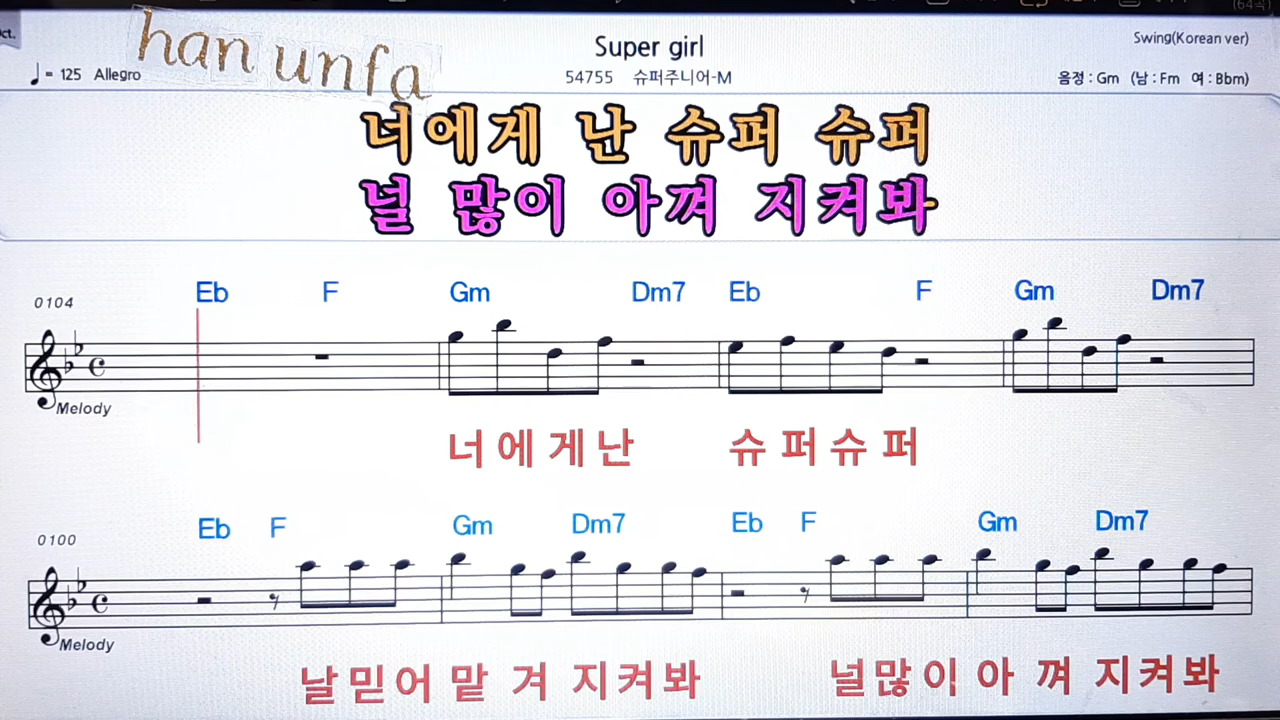 ct.
han unfa
Super girl
Swing(Korean ver)
= 125 Allegro
54755 슈퍼주니어-M
음정 : Gm (남 : Fm 여 : Bbm)
너에게 난 슈퍼 슈퍼
널 많이 아껴 지켜봐
0104
Eb F Gm Dm7 Eb F Gm Dm7
Melody
너에게난 슈퍼슈퍼
0100
Eb F Gm Dm7 Eb F Gm Dm7
Melody
날믿어 맡 겨 지켜봐 널많이 아 껴 지켜봐